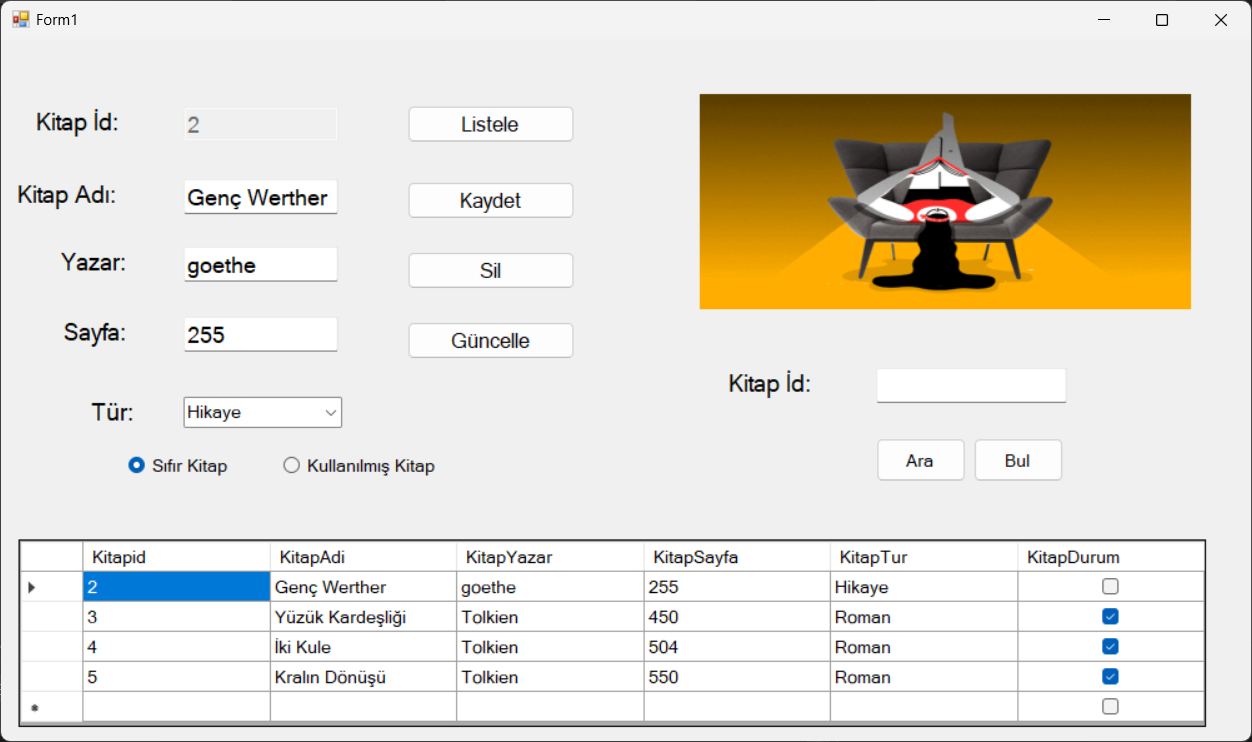 Form1
Kitap İd: 2 Listele
Kitap Adı: Genç Werther Kaydet
Yazar: goethe Sil
Sayfa: 255 Güncelle
Kitap İd:
Tür: Hikaye
Sıfır Kitap Kullanılmış Kitap
Ara Bul
Kitapid KitapAdi KitapYazar KitapSayfa KitapTur KitapDurum
2 Genç Werther goethe 255 Hikaye
3 Yüzük Kardeşliği Tolkien 450 Roman
4 İki Kule Tolkien 504 Roman
5 Kralın Dönüşü Tolkien 550 Roman